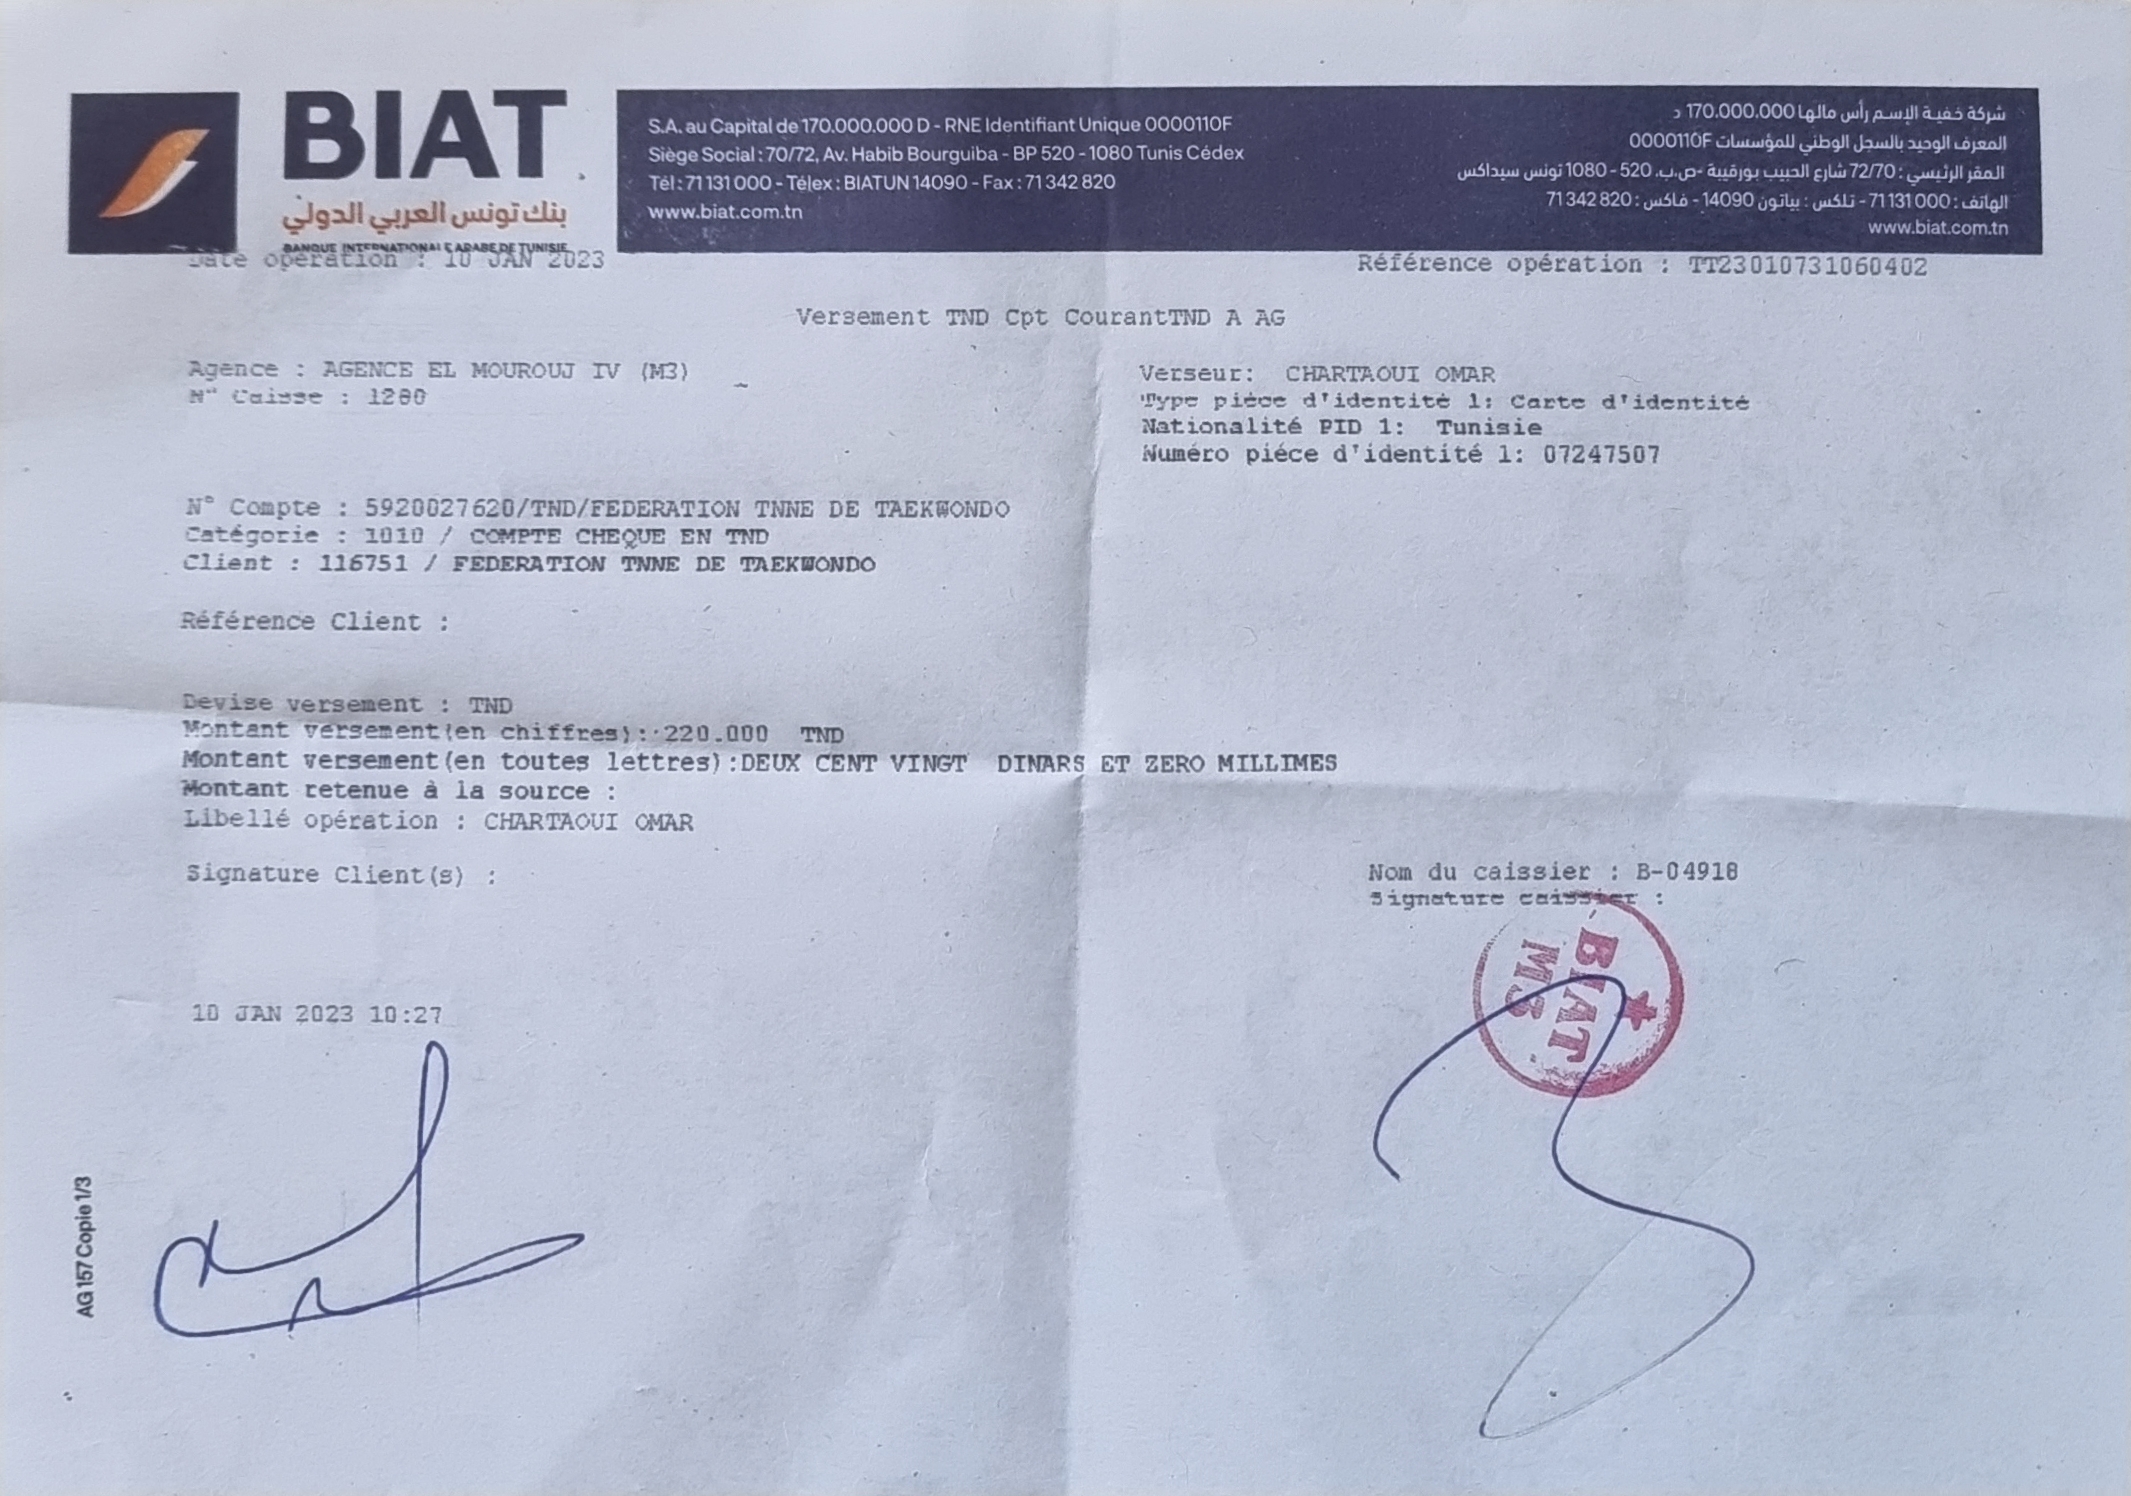 BIAT
بنك تونس العربي الدولي
BANQUE INTERNATIONALE ARABE DE TUNISIE
S.A. au Capital de 170.000.000 D - RNE Identifiant Unique 0000110F
Siège Social : 70/72, Av. Habib Bourguiba - BP 520 - 1080 Tunis Cédex
Tél : 71 131 000 - Télex : BIATUN 14090 - Fax : 71 342 820
www.biat.com.tn
شركة خفية الإسم رأس مالها 170.000.000 د
المعرف الوحيد بالسجل الوطني للمؤسسات 0000110F
المقر الرئيسي : 72/70 شارع الحبيب بورقيبة -ص.ب. 520 - 1080 تونس سيداكس
الهاتف : 71131000 - تلكس : بياتون 14090 - فاكس : 71 342 820
www.biat.com.tn
Date opération : 10 JAN 2023
Référence opération : TT23010731060402
Versement TND Cpt CourantTND A AG
Agence : AGENCE EL MOUROUJ IV (M3)
N° Caisse : 1280
Verseur: CHARTAOUI OMAR
Type pièce d'identité 1: Carte d'identité
Nationalité PID 1: Tunisie
Numéro piéce d'identité 1: 07247507
N° Compte : 5920027620/TND/FEDERATION TNNE DE TAEKWONDO
Catégorie : 1010 / COMPTE CHEQUE EN TND
Client : 116751 / FEDERATION TNNE DE TAEKWONDO
Référence Client :
Devise versement : TND
Montant versement(en chiffres): 220.000 TND
Montant versement(en toutes lettres):DEUX CENT VINGT DINARS ET ZERO MILLIMES
Montant retenue à la source :
Libellé opération : CHARTAOUI OMAR
Signature Client(s) :
Nom du caissier : B-04918
Signature caissier :
BIAT
M3
10 JAN 2023 10:27
AG 157 Copie 1/3